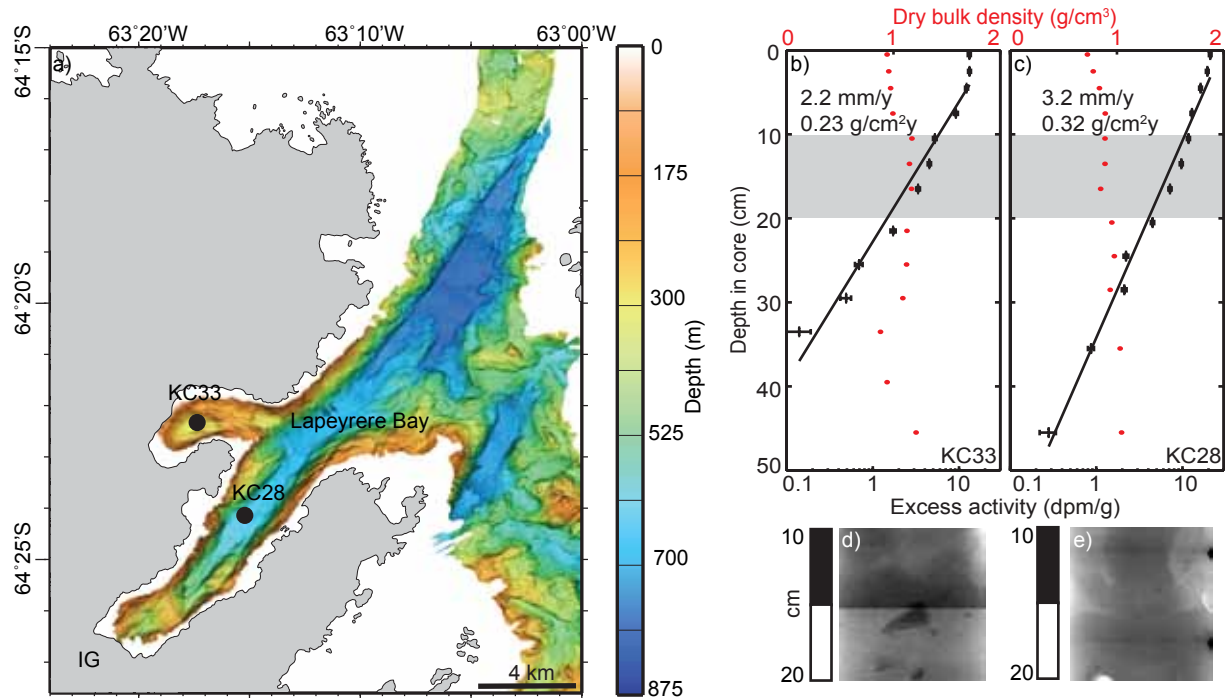 63°20'W 63°10'W 63°00'W
64°15'S
64°20'S
64°25'S
a)
KC33
Lapeyrere Bay
KC28
IG
4 km
0
175
300
525
700
875
Depth (m)
Dry bulk density (g/cm³)
0 1 2 0 1 2
b)
2.2 mm/y
0.23 g/cm²y
KC33
c)
3.2 mm/y
0.32 g/cm²y
KC28
0
10
20
30
40
50
Depth in core (cm)
0.1 1 10 0.1 1 10
Excess activity (dpm/g)
d)
10
cm
20
e)
10
20